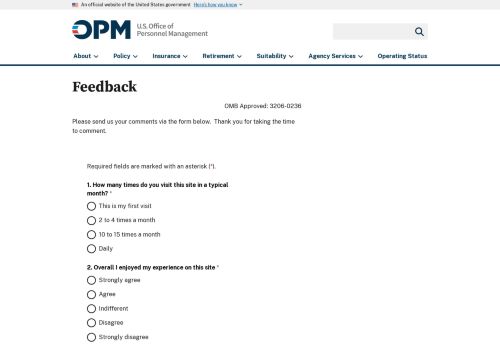 An official website of the United States government Here's how you know
OPM U.S. Office of
Personnel Management
About Policy Insurance Retirement Suitability Agency Services Operating Status
Feedback
OMB Approved: 3206-0236
Please send us your comments via the form below. Thank you for taking the time
to comment.
Required fields are marked with an asterisk (*).
1. How many times do you visit this site in a typical
month? *
This is my first visit
2 to 4 times a month
10 to 15 times a month
Daily
2. Overall I enjoyed my experience on this site *
Strongly agree
Agree
Indifferent
Disagree
Strongly disagree